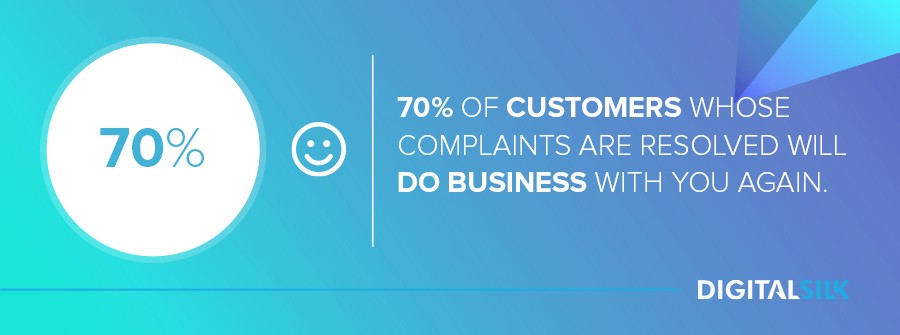 70%
70% OF CUSTOMERS WHOSE
COMPLAINTS ARE RESOLVED WILL
DO BUSINESS WITH YOU AGAIN.
DIGITALSILK